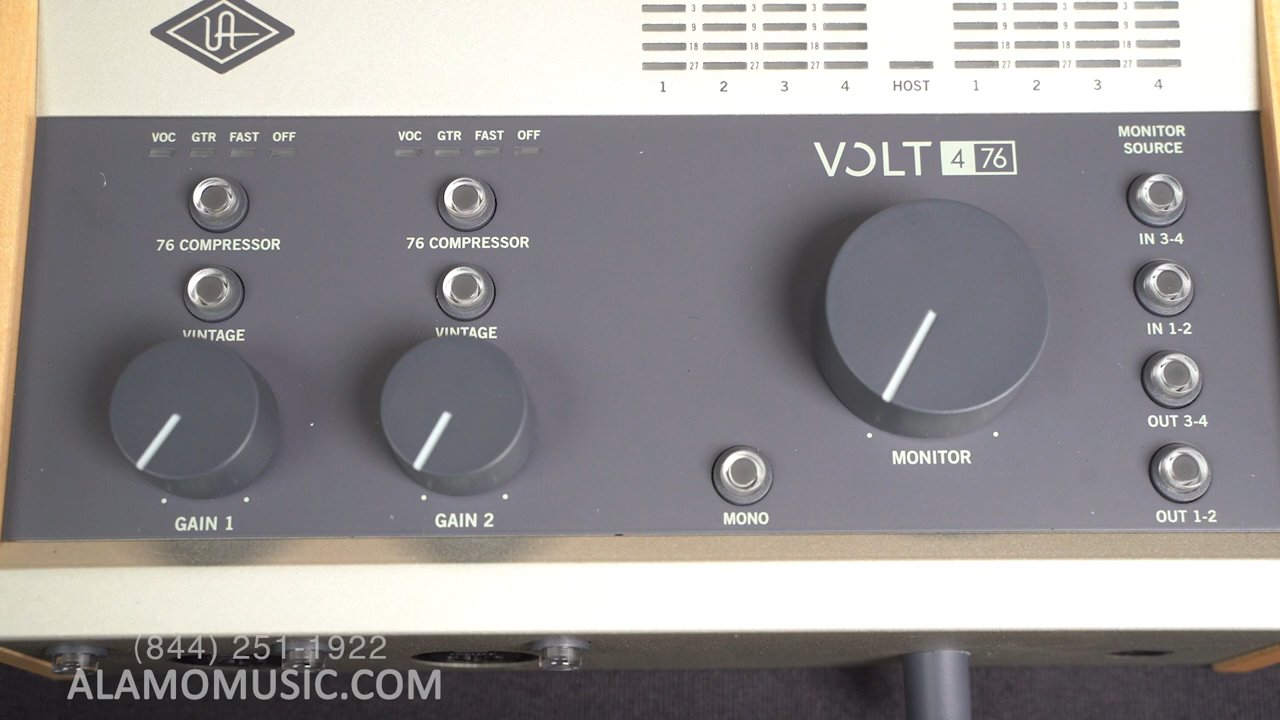 UA
3 3 3 3 3 3
9 9 9 9 9 9
18 18 18 18 18 18
27 27 27 27 27 27
1 2 3 4 HOST 1 2 3 4
VOC GTR FAST OFF
VOC GTR FAST OFF
76 COMPRESSOR
76 COMPRESSOR
VINTAGE
VINTAGE
GAIN 1
GAIN 2
VOLT 4 76
MONITOR
MONO
MONITOR
SOURCE
IN 3-4
IN 1-2
OUT 3-4
OUT 1-2
(844) 251-1922
ALAMOMUSIC.COM